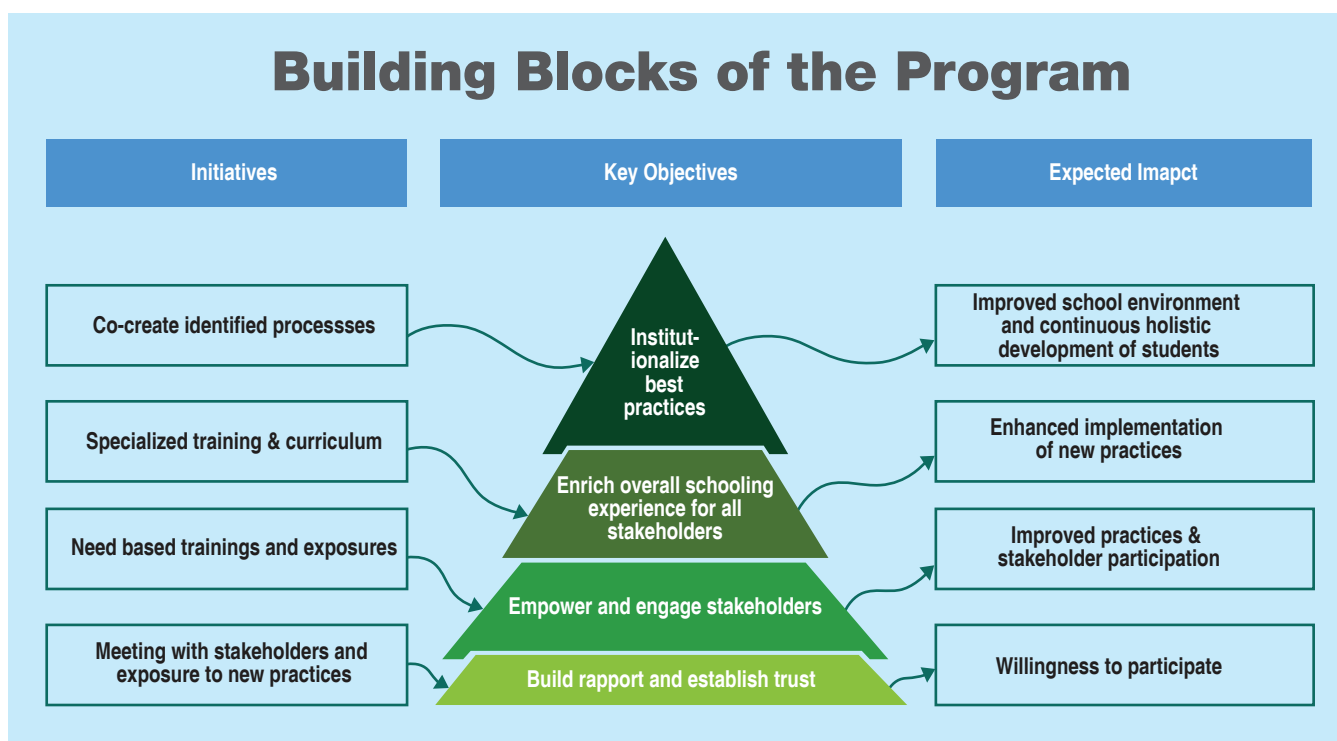 Building Blocks of the Program
Initiatives
Key Objectives
Expected Imapct
Co-create identified processses
Institut-
ionalize
best
practices
Improved school environment
and continuous holistic
development of students
Specialized training & curriculum
Enrich overall schooling
experience for all
stakeholders
Enhanced implementation
of new practices
Need based trainings and exposures
Empower and engage stakeholders
Improved practices &
stakeholder participation
Meeting with stakeholders and
exposure to new practices
Build rapport and establish trust
Willingness to participate